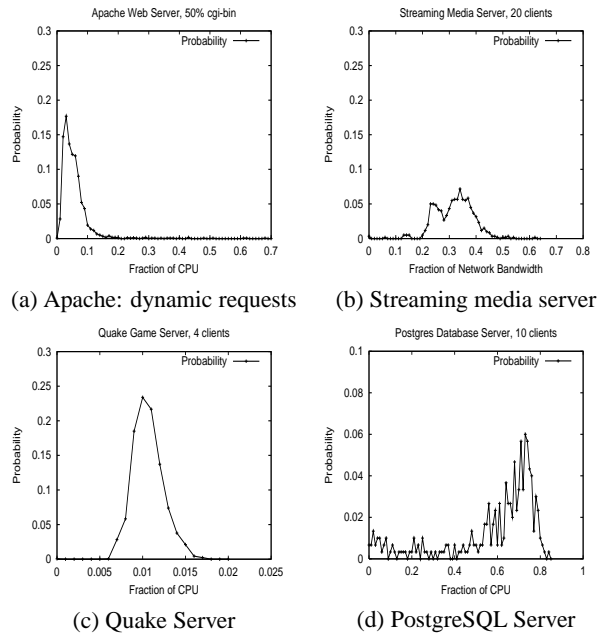 Apache Web Server, 50% cgi-bin
Probability
0.3
0.25
0.2
0.15
0.1
0.05
0
Probability
0 0.1 0.2 0.3 0.4 0.5 0.6 0.7
Fraction of CPU
(a) Apache: dynamic requests
Streaming Media Server, 20 clients
Probability
0.3
0.25
0.2
0.15
0.1
0.05
0
Probability
0 0.1 0.2 0.3 0.4 0.5 0.6 0.7 0.8
Fraction of Network Bandwidth
(b) Streaming media server
Quake Game Server, 4 clients
Probability
0.3
0.25
0.2
0.15
0.1
0.05
0
Probability
0 0.005 0.01 0.015 0.02 0.025
Fraction of CPU
(c) Quake Server
Postgres Database Server, 10 clients
Probability
0.1
0.08
0.06
0.04
0.02
0
Probability
0 0.2 0.4 0.6 0.8 1
Fraction of CPU
(d) PostgreSQL Server